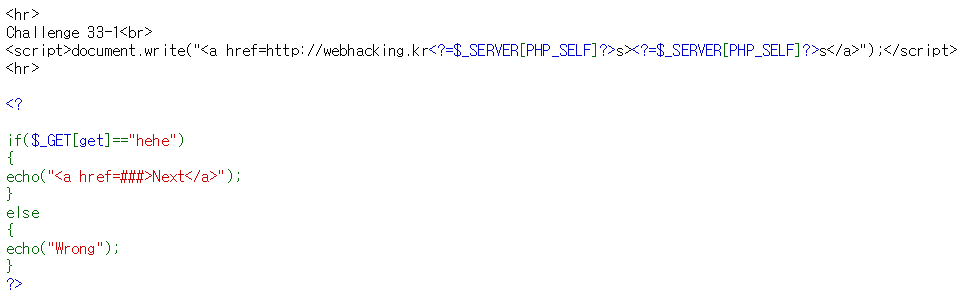 <hr>
Challenge 33-1<br>
<script>document.write("<a href=http://webhacking.kr<?=$_SERVER[PHP_SELF]?>s><?=$_SERVER[PHP_SELF]?>s</a>");</script>
<hr>
<?
if($_GET[get]=="hehe")
{
echo("<a href=###>Next</a>");
}
else
{
echo("Wrong");
}
?>